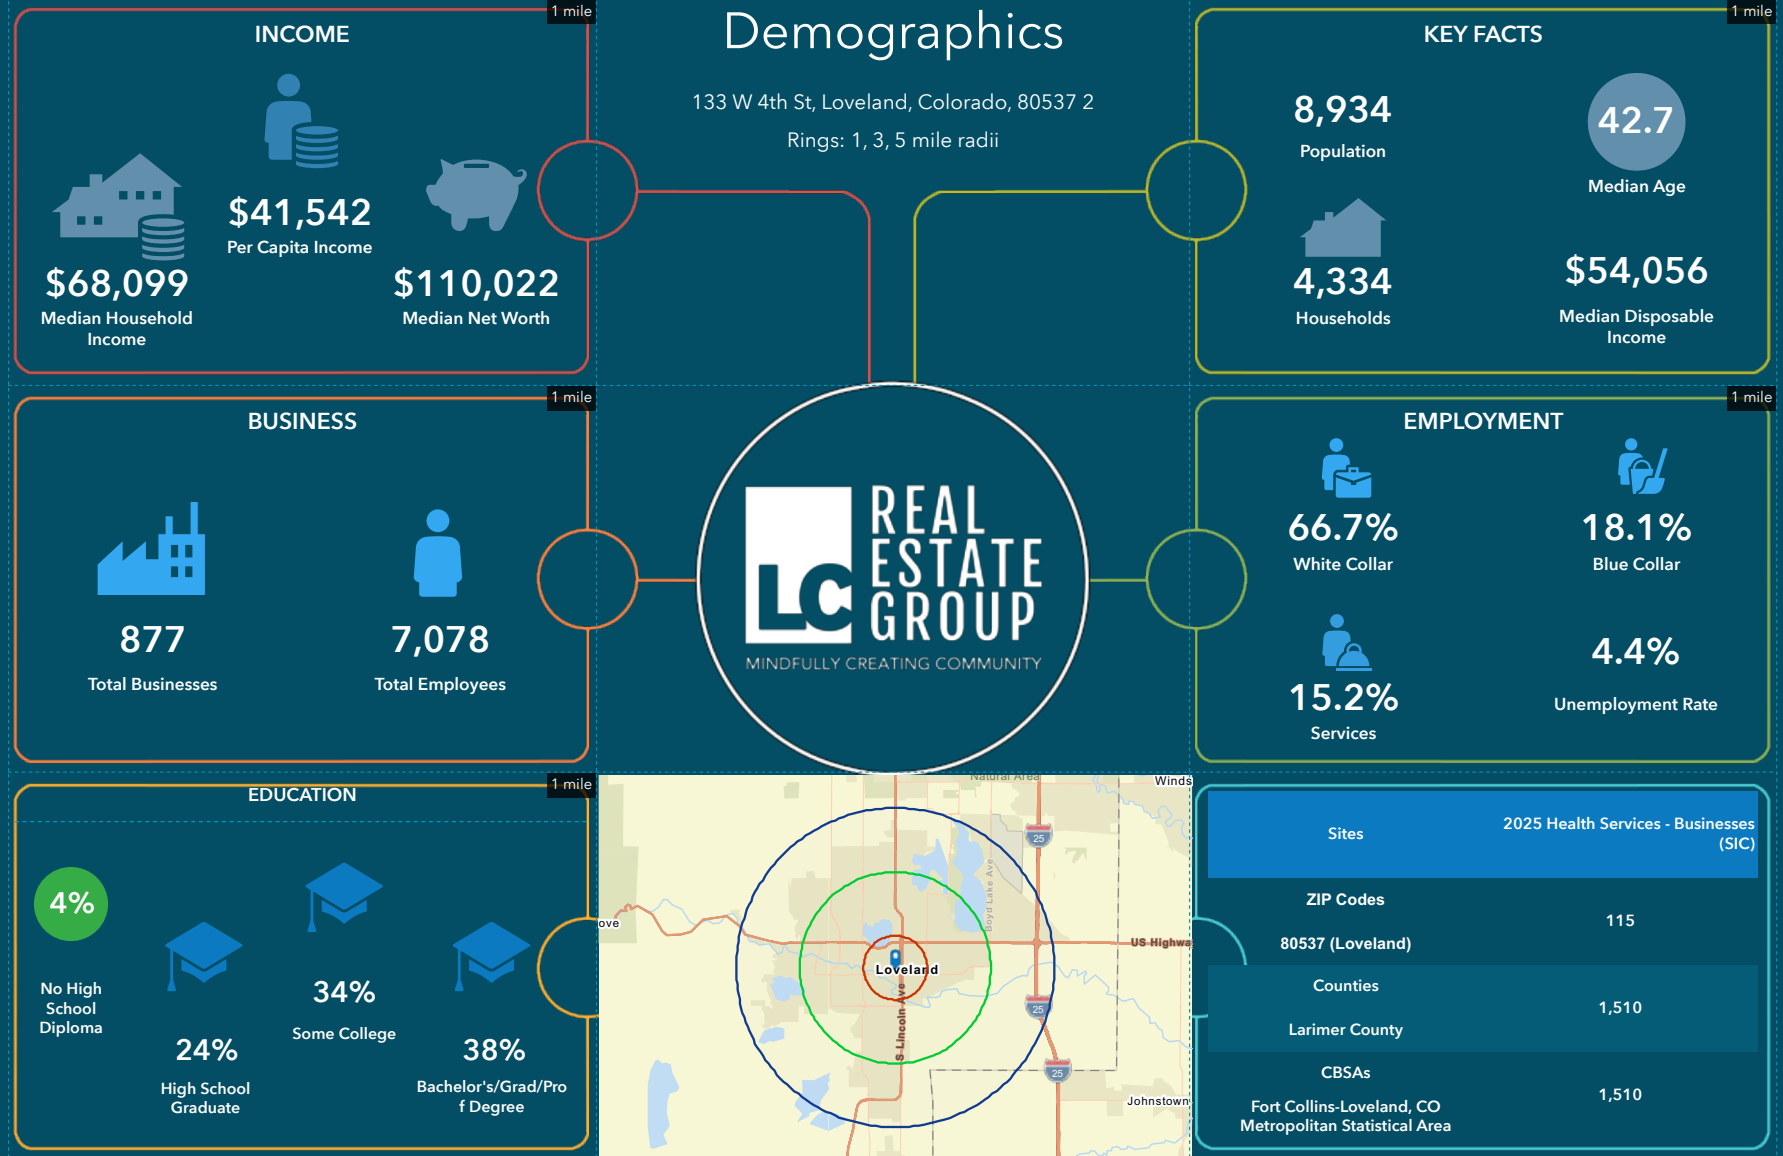 Demographics
133 W 4th St, Loveland, Colorado, 80537 2
Rings: 1, 3, 5 mile radii
1 mile
INCOME
$41,542
Per Capita Income
$68,099
Median Household
Income
$110,022
Median Net Worth
1 mile
KEY FACTS
8,934
Population
42.7
Median Age
4,334
Households
$54,056
Median Disposable
Income
1 mile
BUSINESS
877
Total Businesses
7,078
Total Employees
LC
REAL
ESTATE
GROUP
MINDFULLY CREATING COMMUNITY
1 mile
EMPLOYMENT
66.7%
White Collar
18.1%
Blue Collar
15.2%
Services
4.4%
Unemployment Rate
1 mile
EDUCATION
4%
No High
School
Diploma
24%
High School
Graduate
34%
Some College
38%
Bachelor's/Grad/Pro
f Degree
Natural Area
Winds
25
Boyd Lake Ave
ove
US Highwa
Loveland
S Lincoln Ave
25
25
Johnstown
Sites
2025 Health Services - Businesses
(SIC)
ZIP Codes
80537 (Loveland)
115
Counties
Larimer County
1,510
CBSAs
Fort Collins-Loveland, CO
Metropolitan Statistical Area
1,510